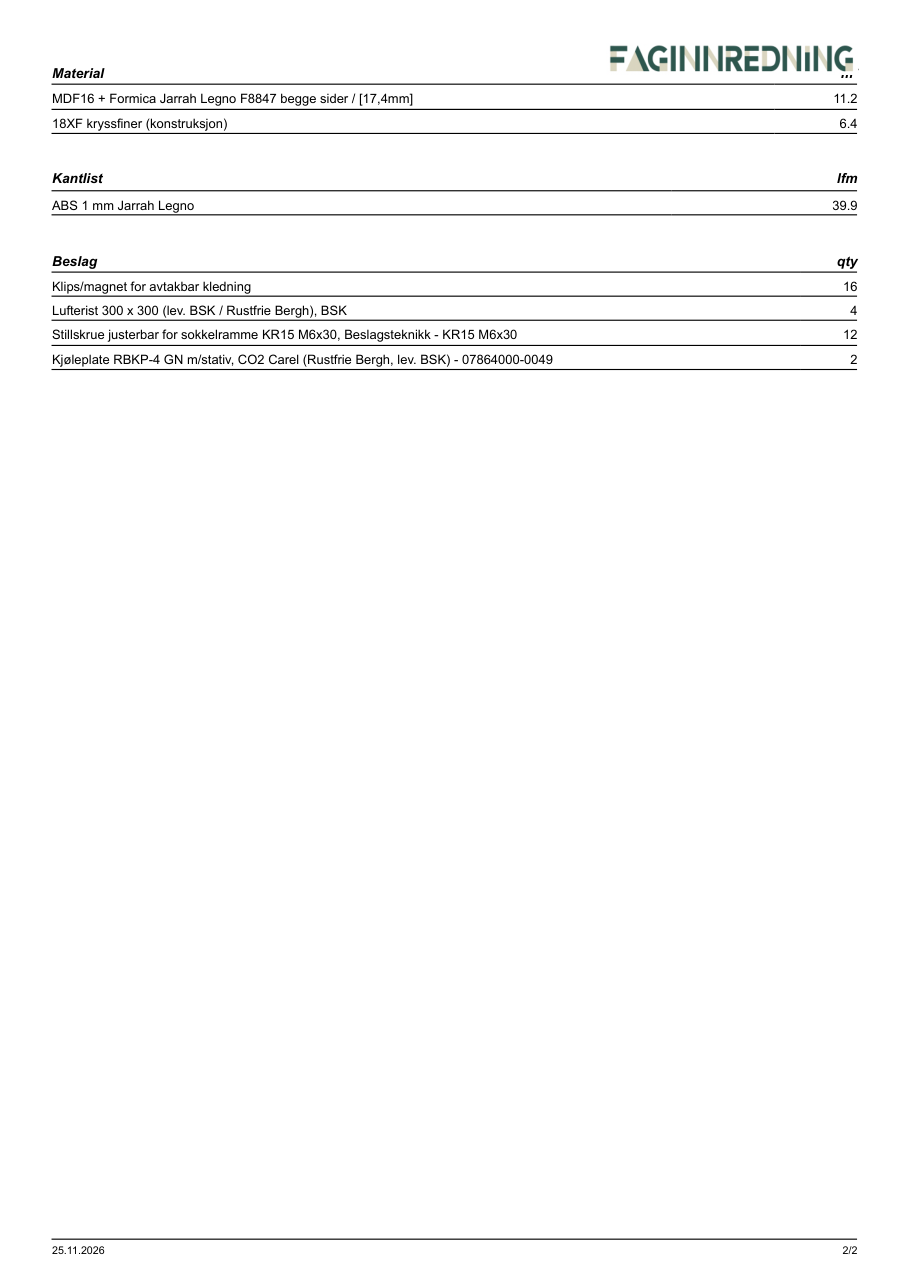 FAGINNREDNiNG
Material
MDF16 + Formica Jarrah Legno F8847 begge sider / [17,4mm] 11.2
18XF kryssfiner (konstruksjon) 6.4
Kantlist lfm
ABS 1 mm Jarrah Legno 39.9
Beslag qty
Klips/magnet for avtakbar kledning 16
Lufterist 300 x 300 (lev. BSK / Rustfrie Bergh), BSK 4
Stillskrue justerbar for sokkelramme KR15 M6x30, Beslagsteknikk - KR15 M6x30 12
Kjøleplate RBKP-4 GN m/stativ, CO2 Carel (Rustfrie Bergh, lev. BSK) - 07864000-0049 2
25.11.2026 2/2